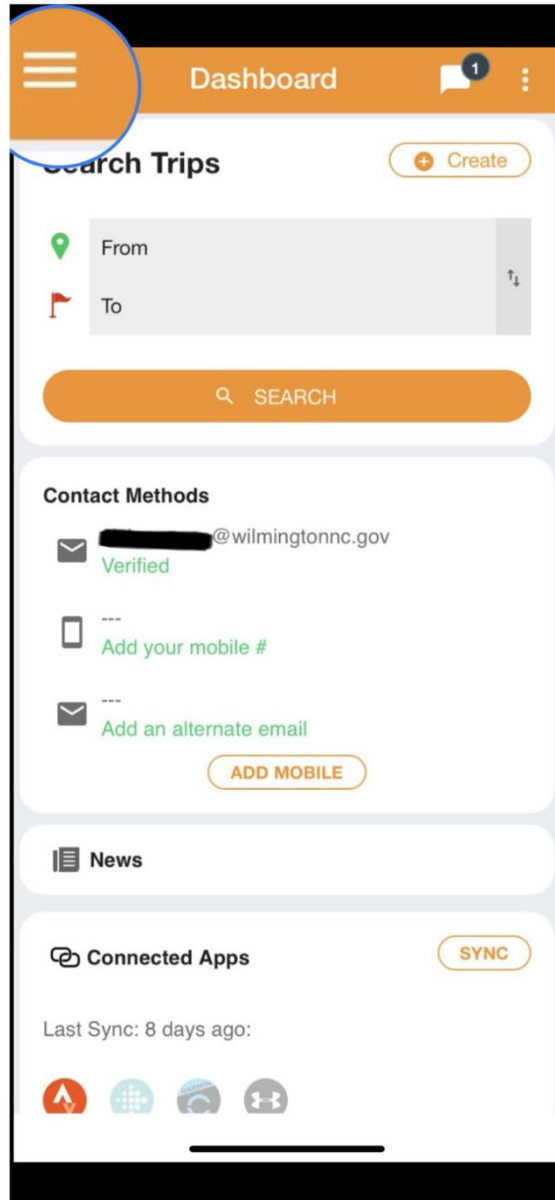 Dashboard
1
Search Trips
Create
From
To
SEARCH
Contact Methods
@wilmingtonnc.gov
Verified
---
Add your mobile #
---
Add an alternate email
ADD MOBILE
News
Connected Apps
SYNC
Last Sync: 8 days ago: